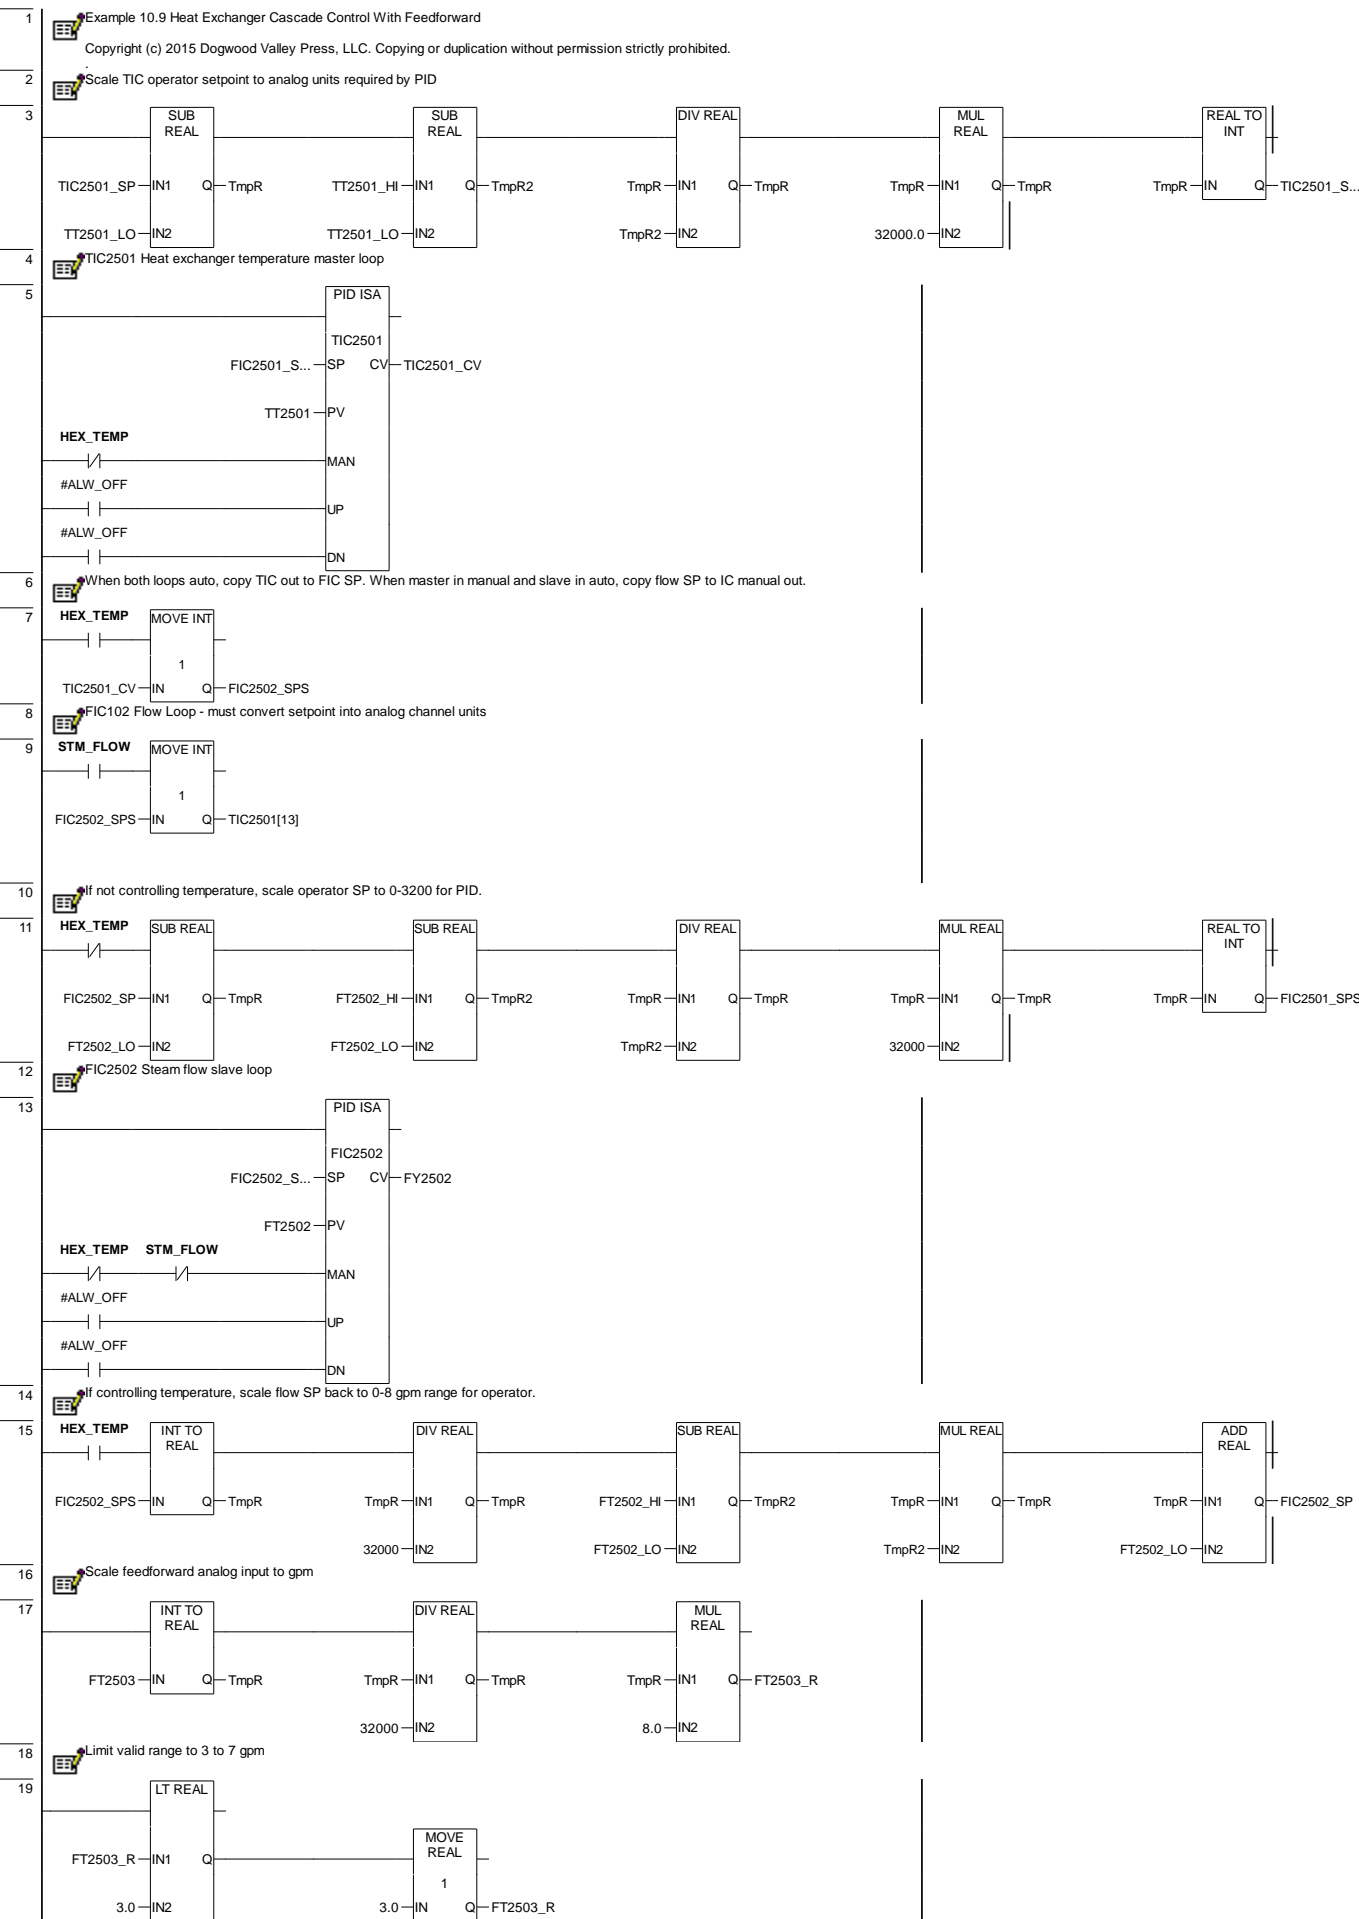 1 Example 10.9 Heat Exchanger Cascade Control With Feedforward
Copyright (c) 2015 Dogwood Valley Press, LLC. Copying or duplication without permission strictly prohibited.
.
2 Scale TIC operator setpoint to analog units required by PID
3 SUB REAL SUB REAL DIV REAL MUL REAL REAL TO INT
TIC2501_SP IN1 Q TmpR TT2501_HI IN1 Q TmpR2 TmpR IN1 Q TmpR TmpR IN1 Q TmpR TmpR IN Q TIC2501_S...
TT2501_LO IN2 TT2501_LO IN2 TmpR2 IN2 32000.0 IN2
4 TIC2501 Heat exchanger temperature master loop
5 PID ISA
TIC2501
FIC2501_S... SP CV TIC2501_CV
TT2501 PV
HEX_TEMP
MAN
#ALW_OFF
UP
#ALW_OFF
DN
6 When both loops auto, copy TIC out to FIC SP. When master in manual and slave in auto, copy flow SP to IC manual out.
7 HEX_TEMP MOVE INT
1
TIC2501_CV IN Q FIC2502_SPS
8 FIC102 Flow Loop - must convert setpoint into analog channel units
9 STM_FLOW MOVE INT
1
FIC2502_SPS IN Q TIC2501[13]
10 If not controlling temperature, scale operator SP to 0-3200 for PID.
11 HEX_TEMP SUB REAL SUB REAL DIV REAL MUL REAL REAL TO INT
FIC2502_SP IN1 Q TmpR FT2502_HI IN1 Q TmpR2 TmpR IN1 Q TmpR TmpR IN1 Q TmpR TmpR IN Q FIC2501_SPS
FT2502_LO IN2 FT2502_LO IN2 TmpR2 IN2 32000 IN2
12 FIC2502 Steam flow slave loop
13 PID ISA
FIC2502
FIC2502_S... SP CV FY2502
FT2502 PV
HEX_TEMP STM_FLOW
MAN
#ALW_OFF
UP
#ALW_OFF
DN
14 If controlling temperature, scale flow SP back to 0-8 gpm range for operator.
15 HEX_TEMP INT TO REAL DIV REAL SUB REAL MUL REAL ADD REAL
FIC2502_SPS IN Q TmpR TmpR IN1 Q TmpR FT2502_HI IN1 Q TmpR2 TmpR IN1 Q TmpR TmpR IN1 Q FIC2502_SP
32000 IN2 FT2502_LO IN2 TmpR2 IN2 FT2502_LO IN2
16 Scale feedforward analog input to gpm
17 INT TO REAL DIV REAL MUL REAL
FT2503 IN Q TmpR TmpR IN1 Q TmpR TmpR IN1 Q FT2503_R
32000 IN2 8.0 IN2
18 Limit valid range to 3 to 7 gpm
19 LT REAL
MOVE REAL
FT2503_R IN1 Q
1
3.0 IN2 3.0 IN Q FT2503_R